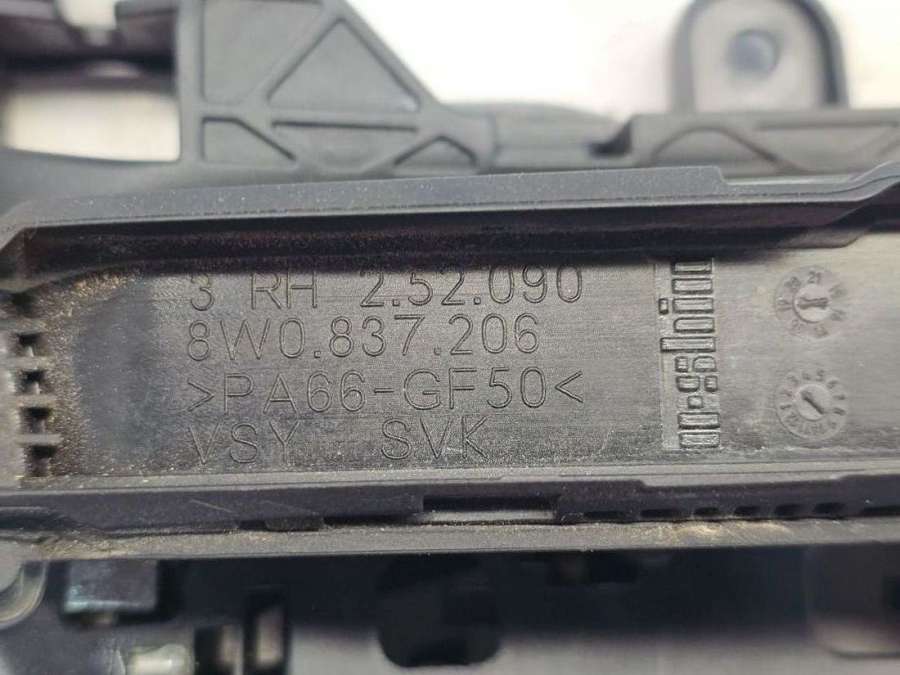 3 RH 2.52.090
8W0.837.206
>PA66-GF50<
VSY SVK